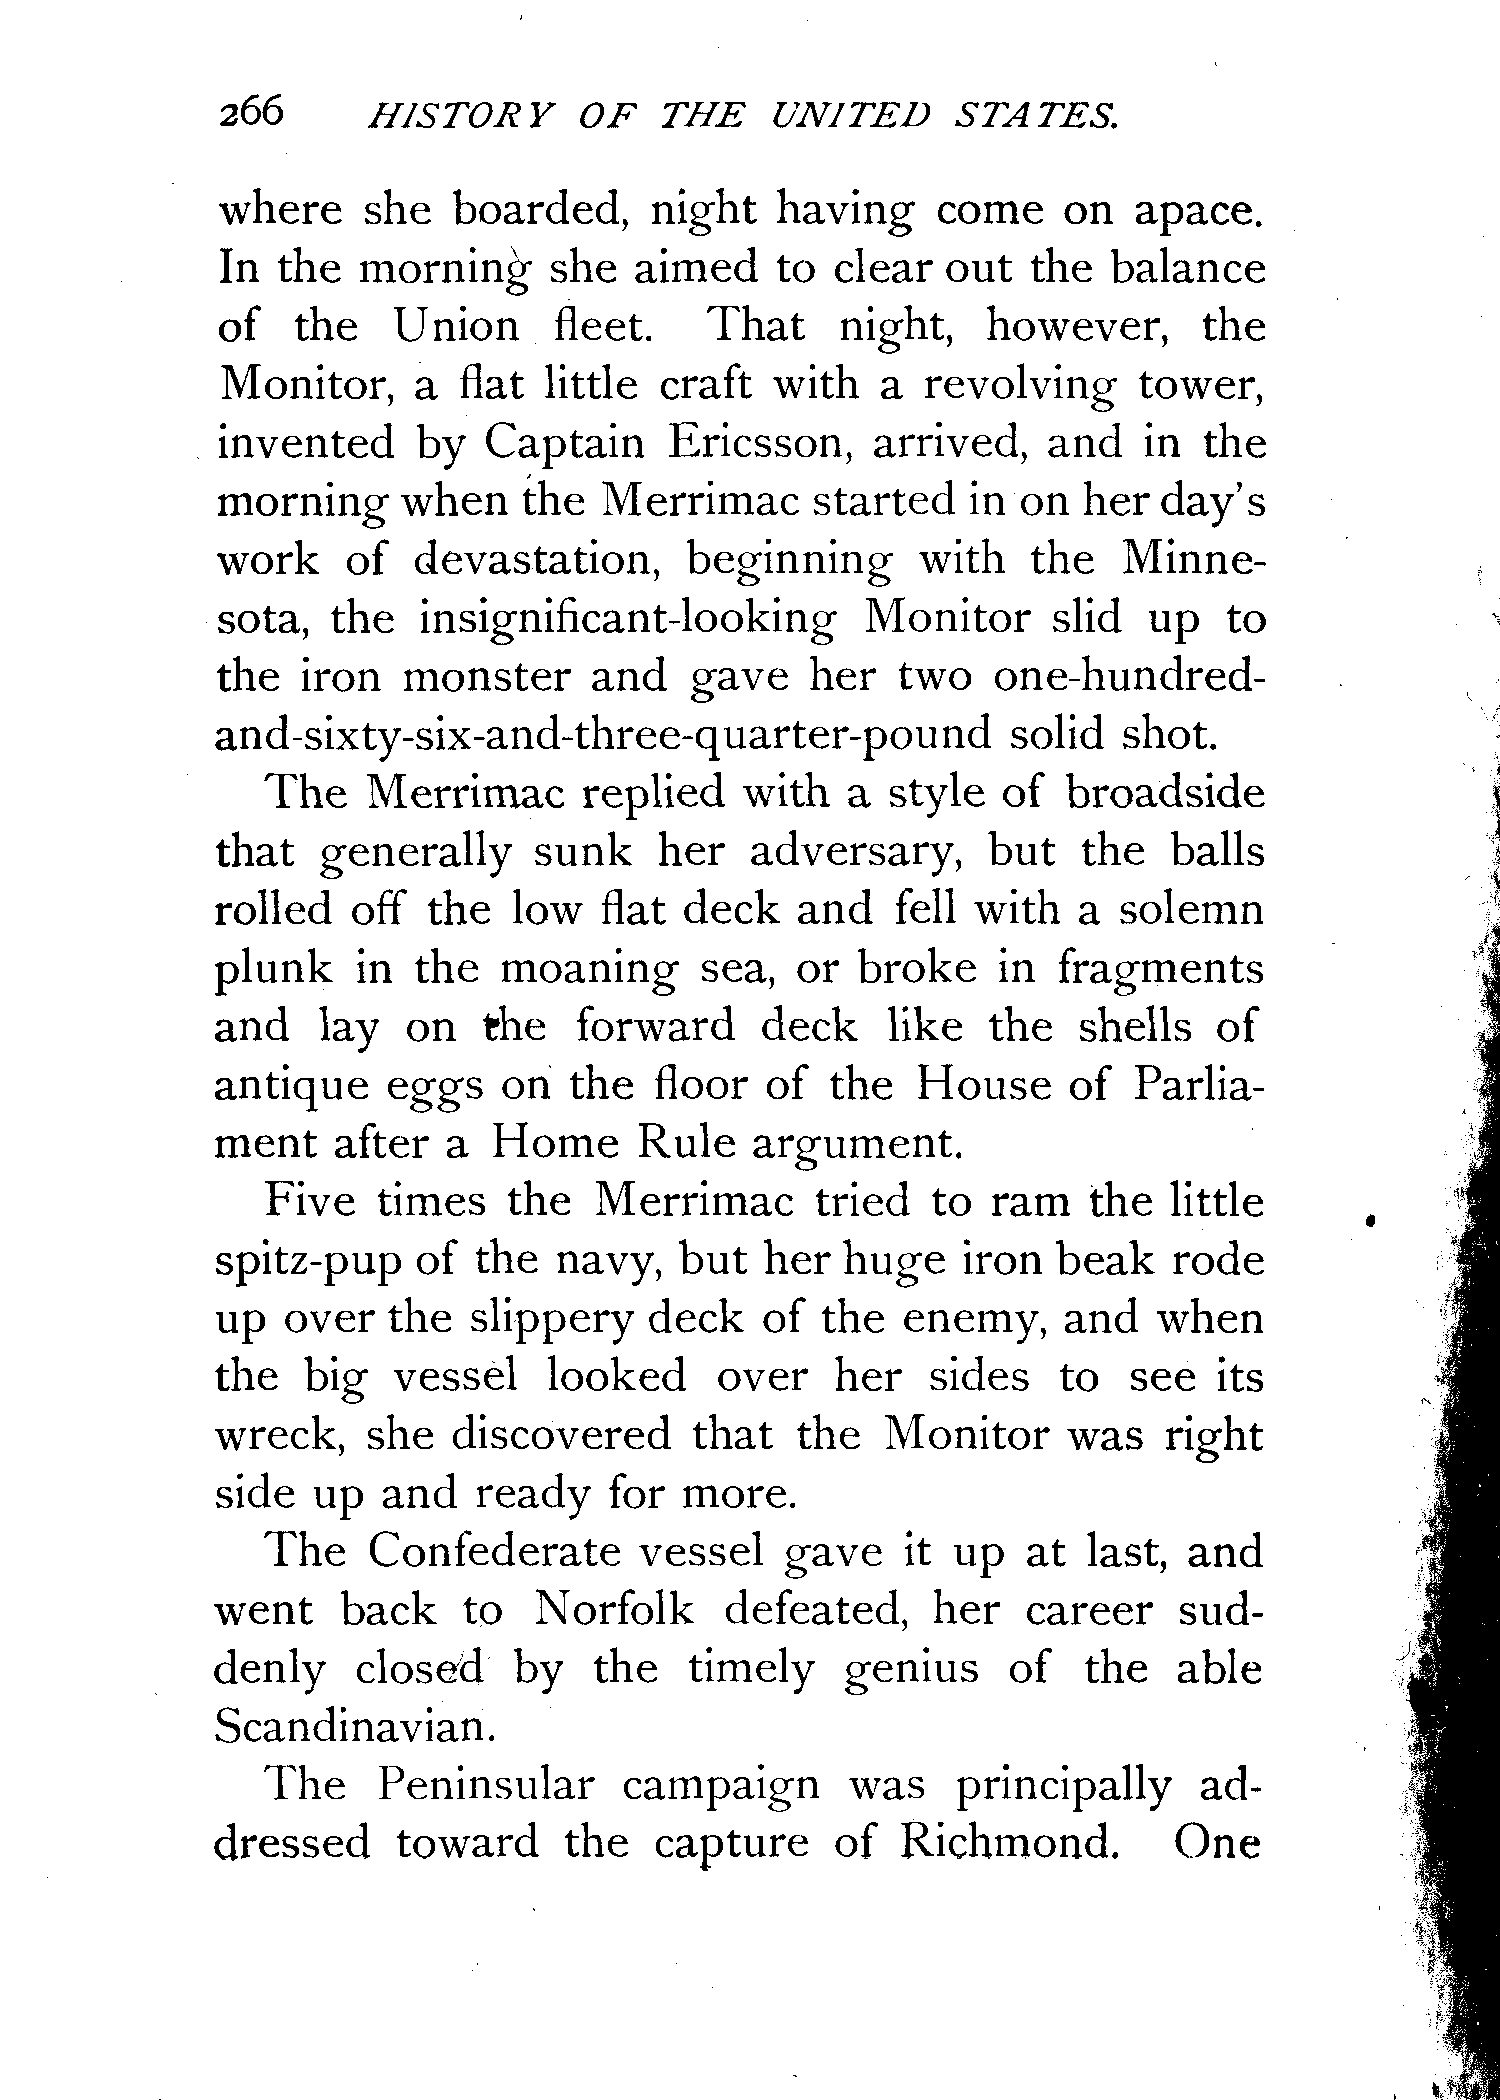 266 HISTORY OF THE UNITED STATES.
where she boarded, night having come on apace.
In the morning she aimed to clear out the balance
of the Union fleet. That night, however, the
Monitor, a flat little craft with a revolving tower,
invented by Captain Ericsson, arrived, and in the
morning when the Merrimac started in on her day's
work of devastation, beginning with the Minne-
sota, the insignificant-looking Monitor slid up to
the iron monster and gave her two one-hundred-
and-sixty-six-and-three-quarter-pound solid shot.
The Merrimac replied with a style of broadside
that generally sunk her adversary, but the balls
rolled off the low flat deck and fell with a solemn
plunk in the moaning sea, or broke in fragments
and lay on the forward deck like the shells of
antique eggs on the floor of the House of Parlia-
ment after a Home Rule argument.
Five times the Merrimac tried to ram the little
spitz-pup of the navy, but her huge iron beak rode
up over the slippery deck of the enemy, and when
the big vessel looked over her sides to see its
wreck, she discovered that the Monitor was right
side up and ready for more.
The Confederate vessel gave it up at last, and
went back to Norfolk defeated, her career sud-
denly closed by the timely genius of the able
Scandinavian.
The Peninsular campaign was principally ad-
dressed toward the capture of Richmond. One